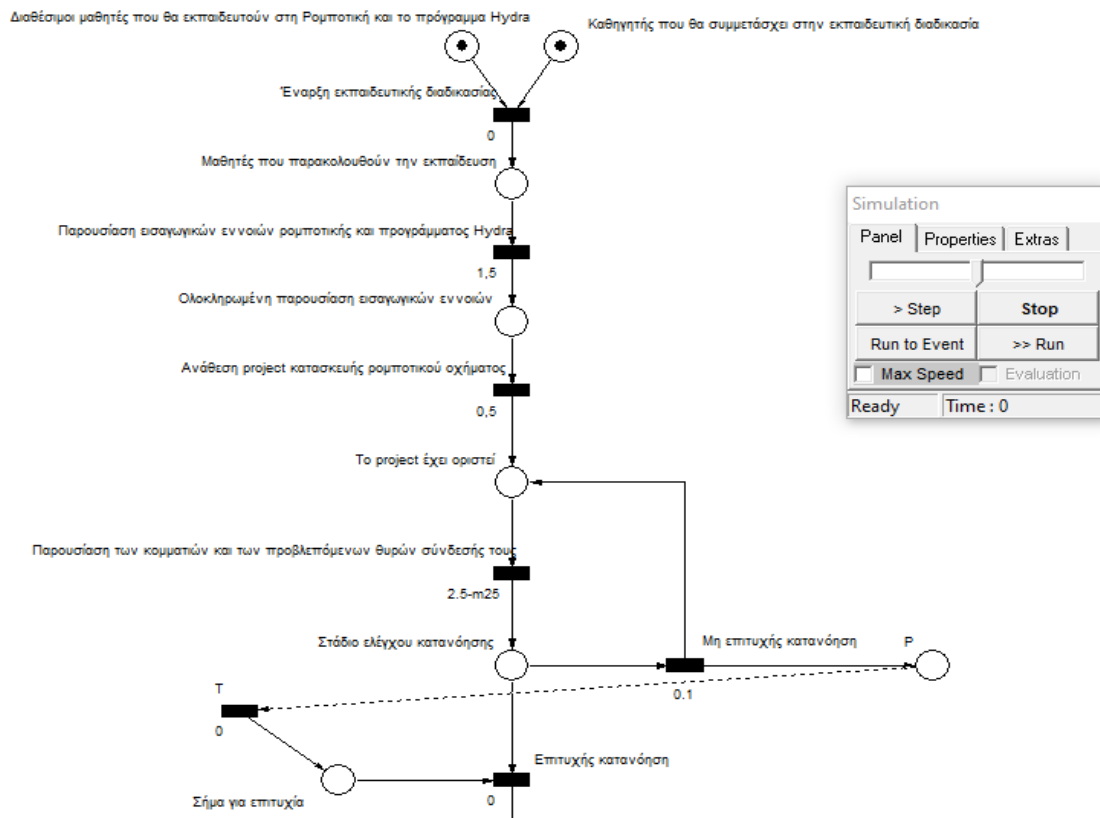 Διαθέσιμοι μαθητές που θα εκπαιδευτούν στη Ρομποτική και το πρόγραμμα Hydra
Καθηγητής που θα συμμετάσχει στην εκπαιδευτική διαδικασία
Έναρξη εκπαιδευτικής διαδικασίας
0
Μαθητές που παρακολουθούν την εκπαίδευση
Παρουσίαση εισαγωγικών εννοιών ρομποτικής και προγράμματος Hydra
1,5
Ολοκληρωμένη παρουσίαση εισαγωγικών εννοιών
Ανάθεση project κατασκευής ρομποτικού οχήματος
0,5
Το project έχει οριστεί
Παρουσίαση των κομματιών και των προβλεπόμενων θυρών σύνδεσής τους
2.5-m25
Στάδιο ελέγχου κατανόησης
Μη επιτυχής κατανόηση
P
0.1
T
0
Επιτυχής κατανόηση
Σήμα για επιτυχία
0
Simulation
Panel Properties Extras
> Step Stop
Run to Event >> Run
Max Speed Evaluation
Ready Time : 0